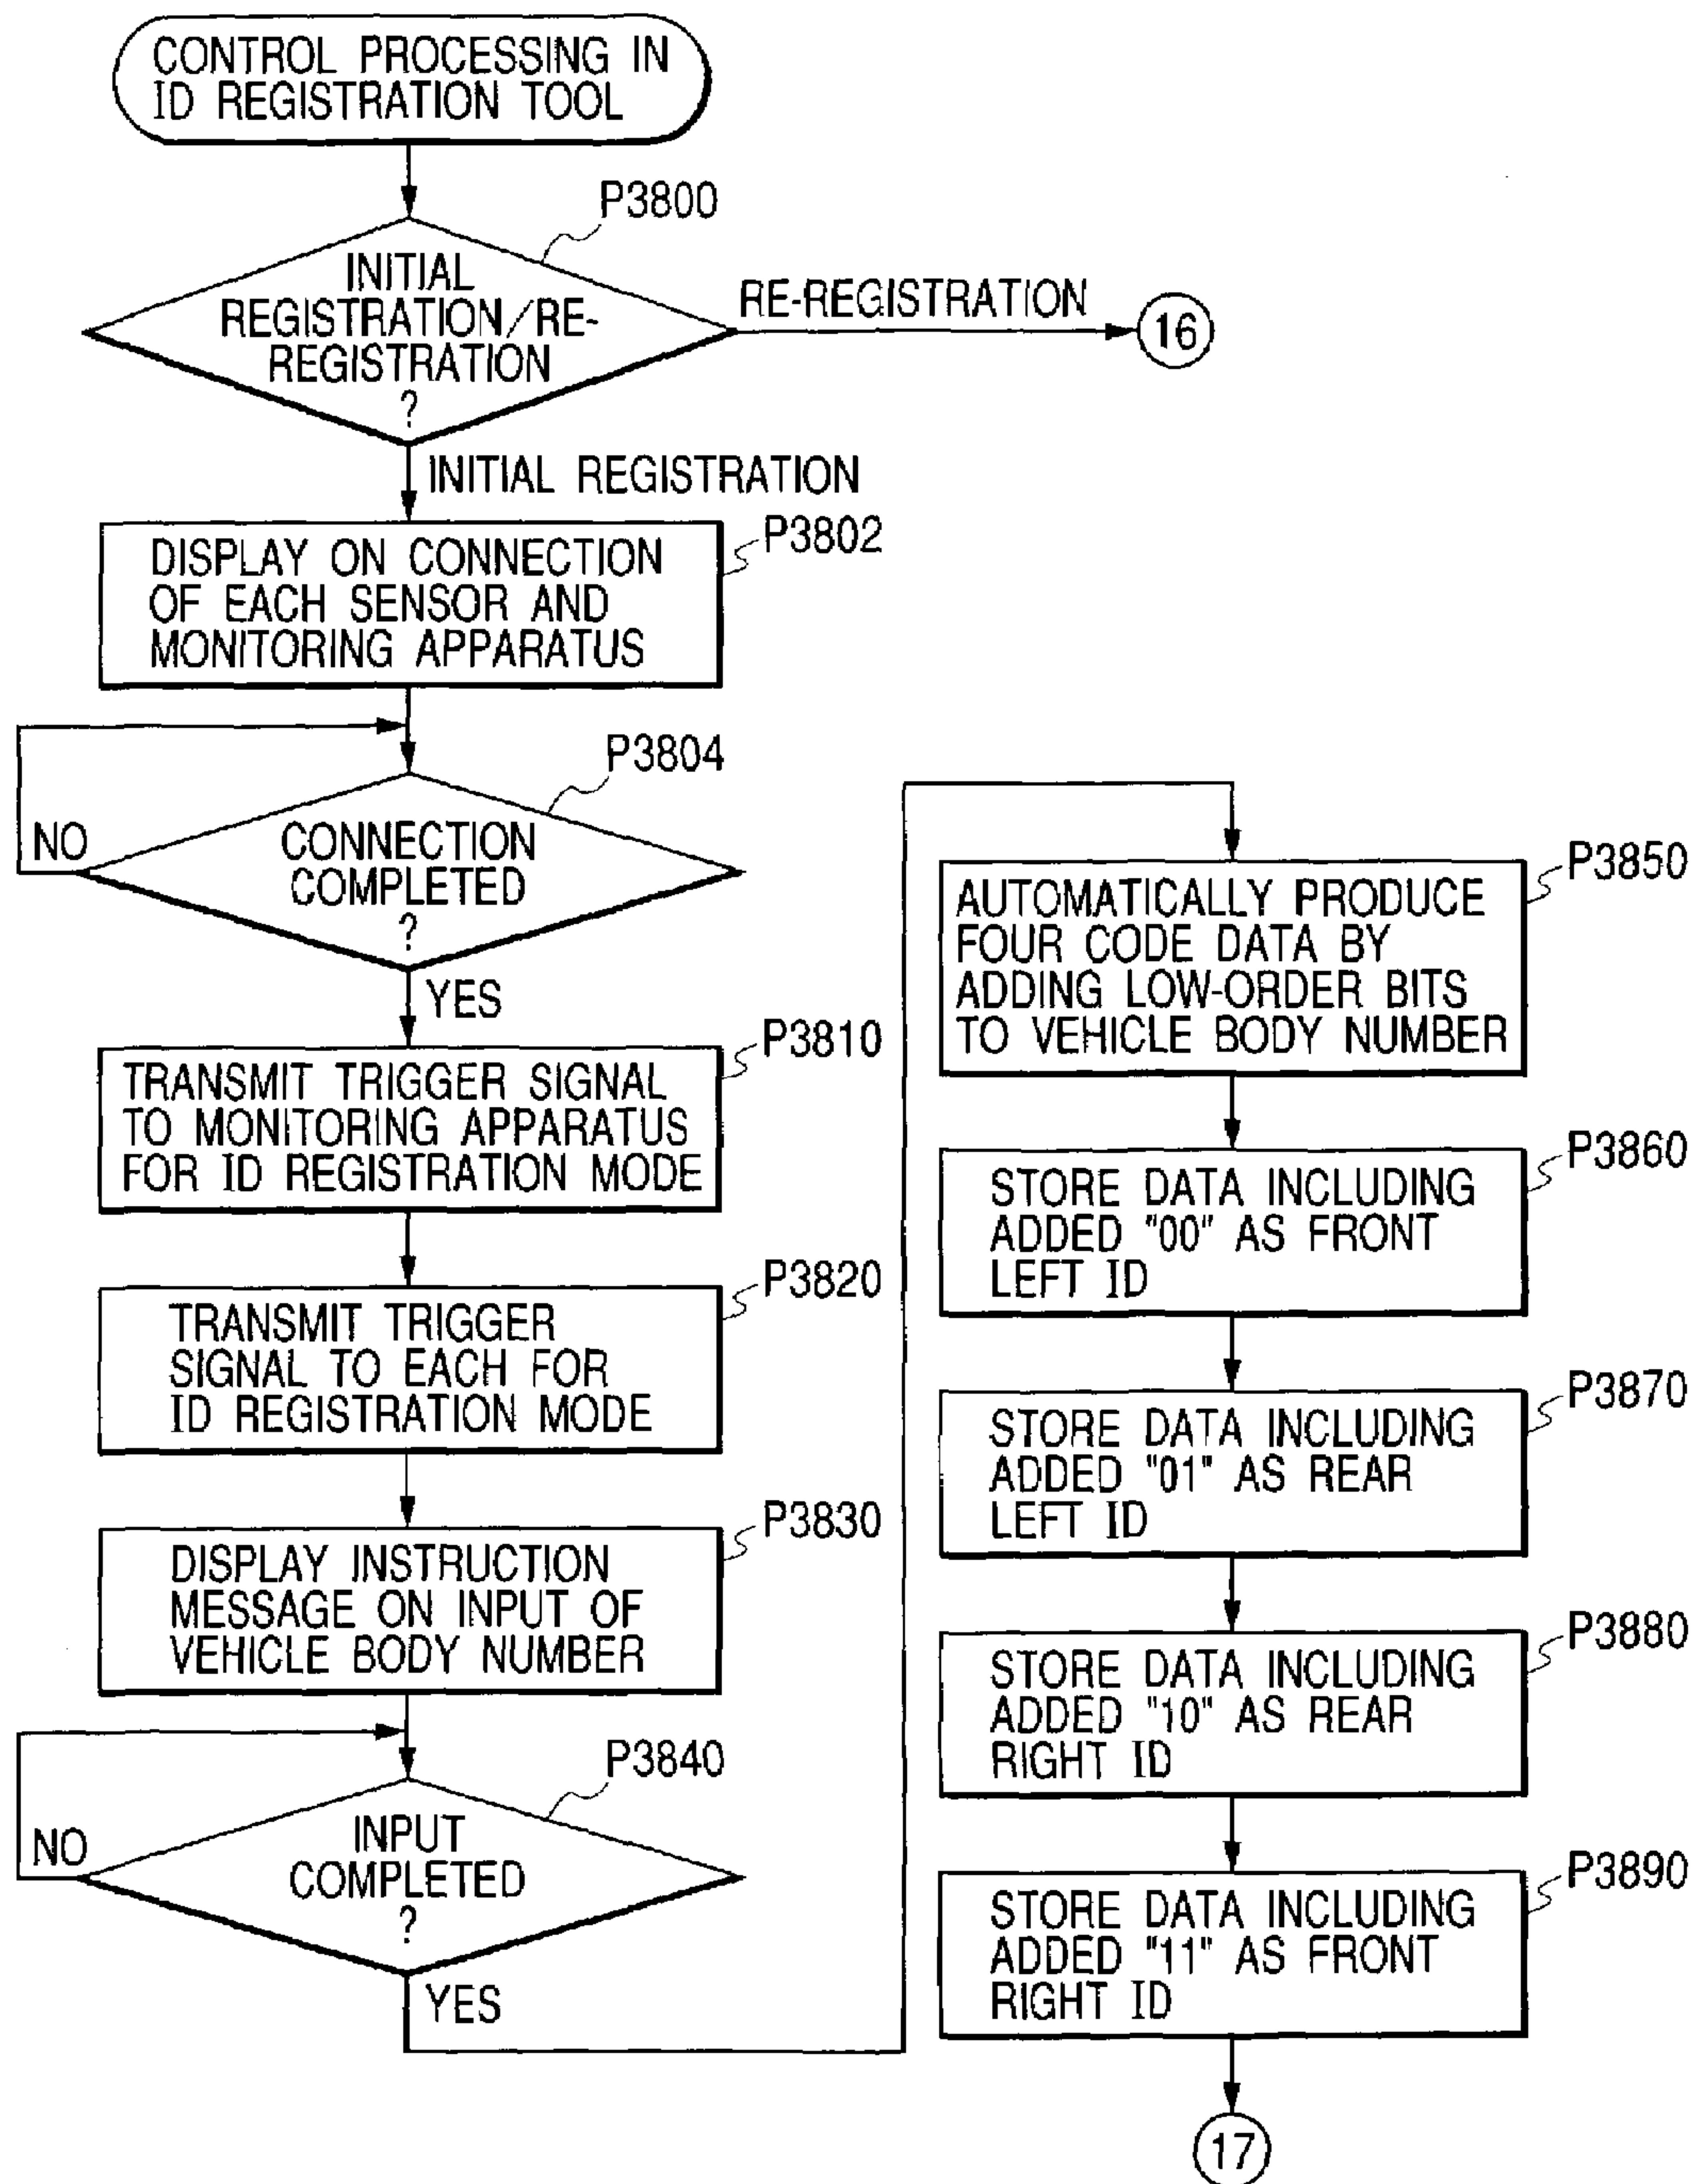 CONTROL PROCESSING IN
ID REGISTRATION TOOL
P3800
INITIAL
REGISTRATION/RE-
REGISTRATION
?
RE-REGISTRATION
16
INITIAL REGISTRATION
P3802
DISPLAY ON CONNECTION
OF EACH SENSOR AND
MONITORING APPARATUS
P3804
NO
CONNECTION
COMPLETED
?
YES
P3810
TRANSMIT TRIGGER SIGNAL
TO MONITORING APPARATUS
FOR ID REGISTRATION MODE
P3820
TRANSMIT TRIGGER
SIGNAL TO EACH FOR
ID REGISTRATION MODE
P3830
DISPLAY INSTRUCTION
MESSAGE ON INPUT OF
VEHICLE BODY NUMBER
P3840
NO
INPUT
COMPLETED
?
YES
P3850
AUTOMATICALLY PRODUCE
FOUR CODE DATA BY
ADDING LOW-ORDER BITS
TO VEHICLE BODY NUMBER
P3860
STORE DATA INCLUDING
ADDED "00" AS FRONT
LEFT ID
P3870
STORE DATA INCLUDING
ADDED "01" AS REAR
LEFT ID
P3880
STORE DATA INCLUDING
ADDED "10" AS REAR
RIGHT ID
P3890
STORE DATA INCLUDING
ADDED "11" AS FRONT
RIGHT ID
17